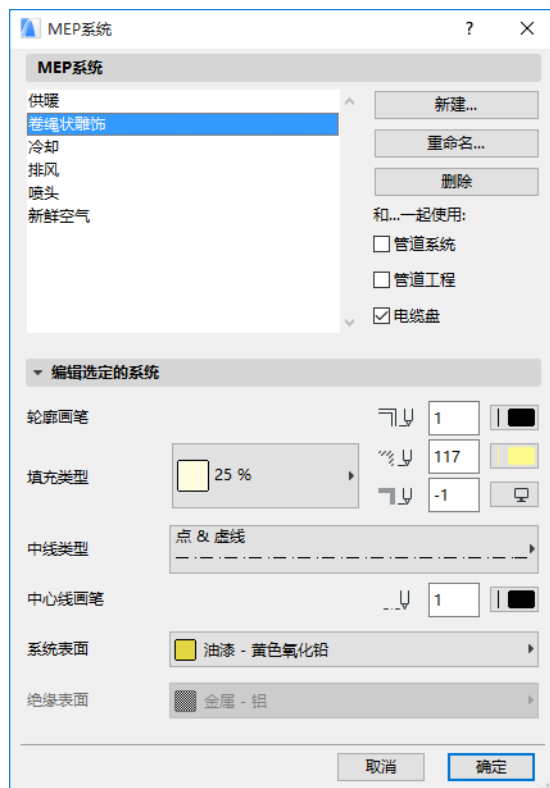 MEP系统
?
MEP系统
供暖
卷绳状雕饰
冷却
排风
喷头
新鲜空气
新建...
重命名...
删除
和...一起使用:
管道系统
管道工程
电缆盘
编辑选定的系统
轮廓画笔
1
填充类型
25 %
117
-1
中线类型
点 & 虚线
中心线画笔
1
系统表面
油漆 - 黄色氧化铅
绝缘表面
金属 - 铝
取消
确定